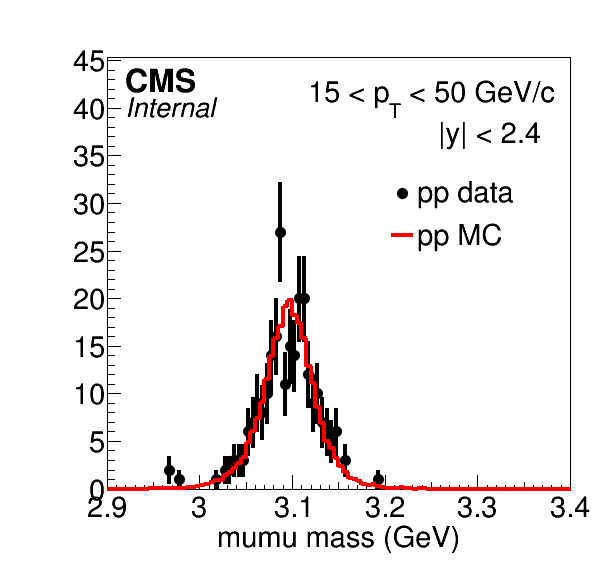 CMS
Internal
15 < pT < 50 GeV/c
|y| < 2.4
pp data
pp MC
45
40
35
30
25
20
15
10
5
0
2.9 3 3.1 3.2 3.3 3.4
mumu mass (GeV)